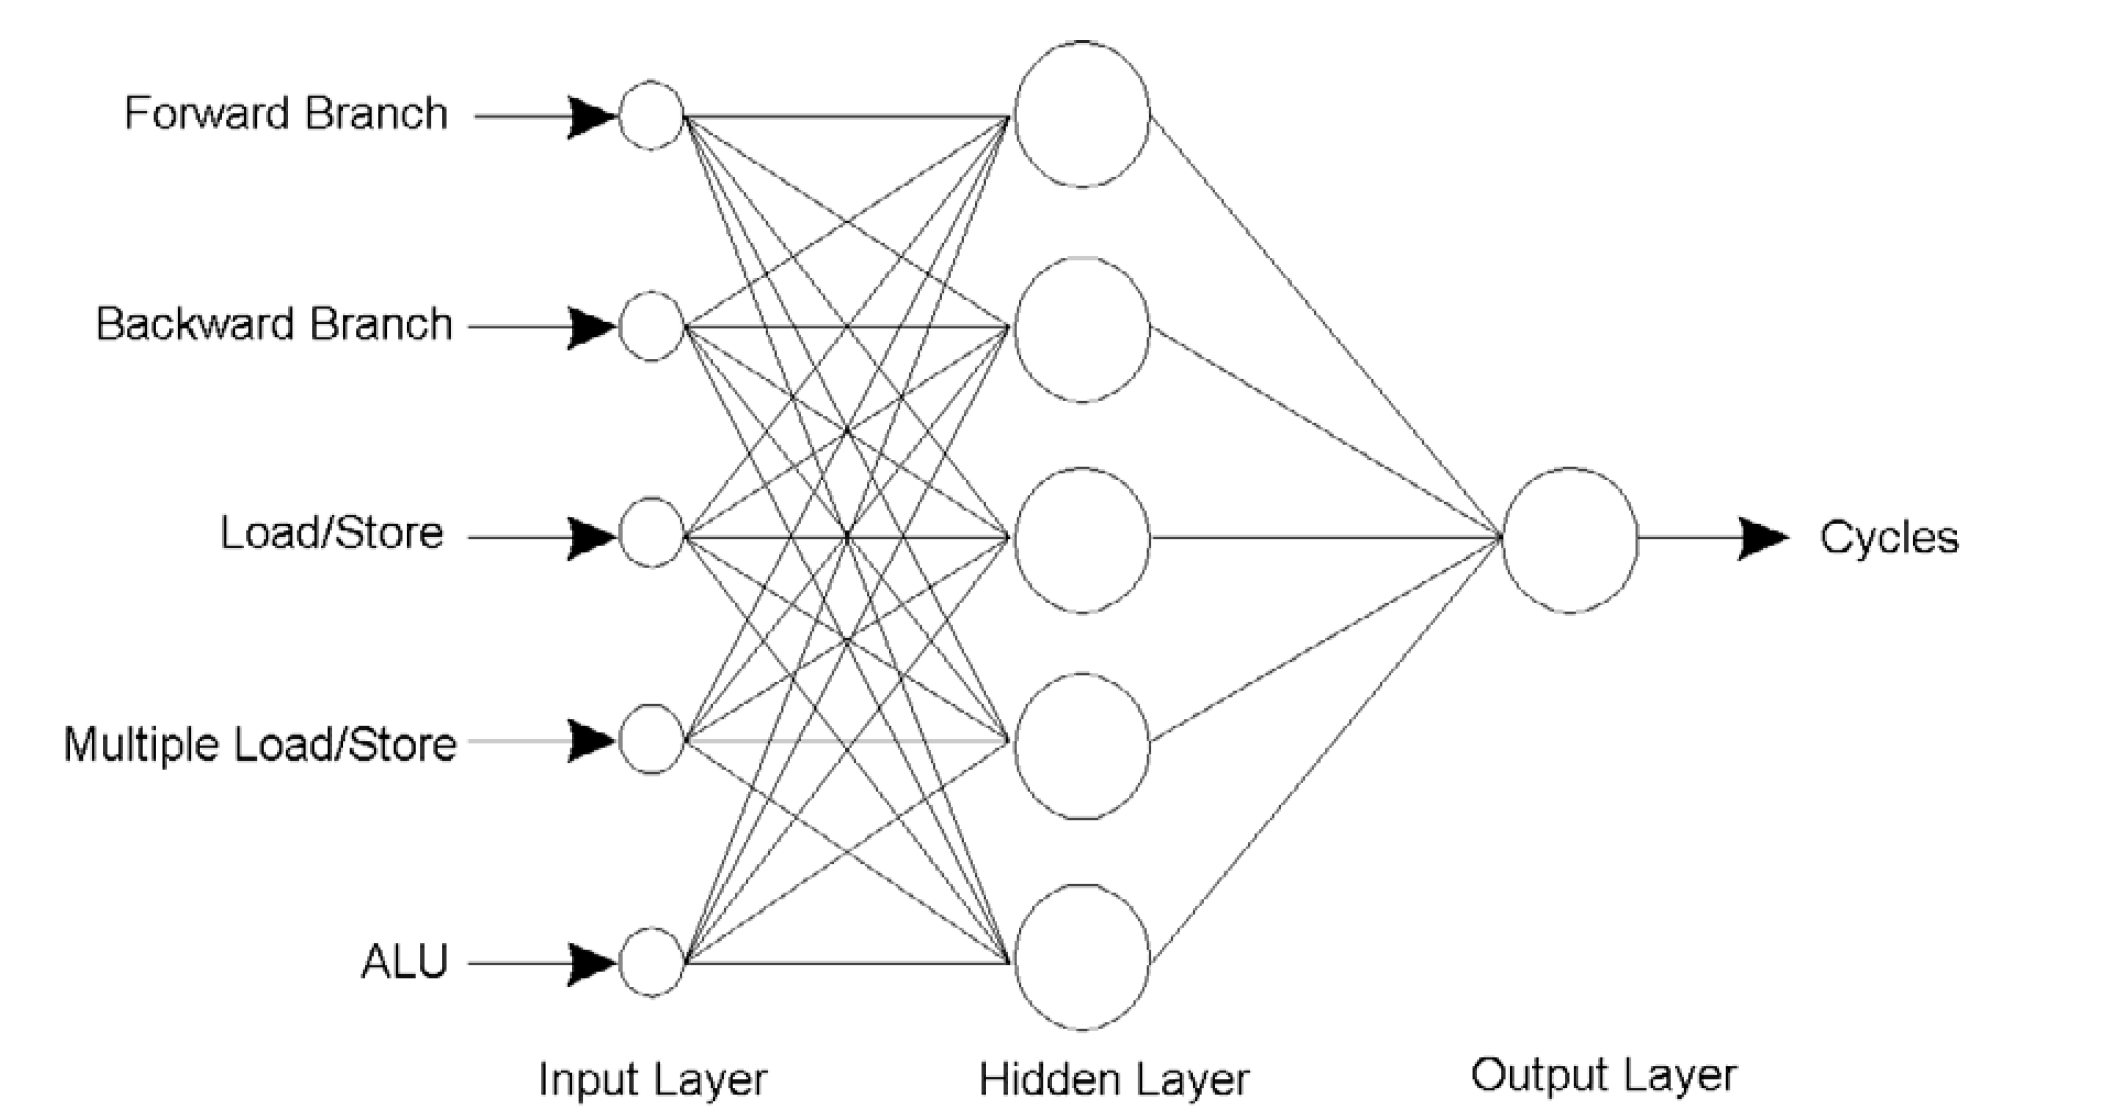 Forward Branch
Backward Branch
Load/Store
Cycles
Multiple Load/Store
ALU
Input Layer
Hidden Layer
Output Layer